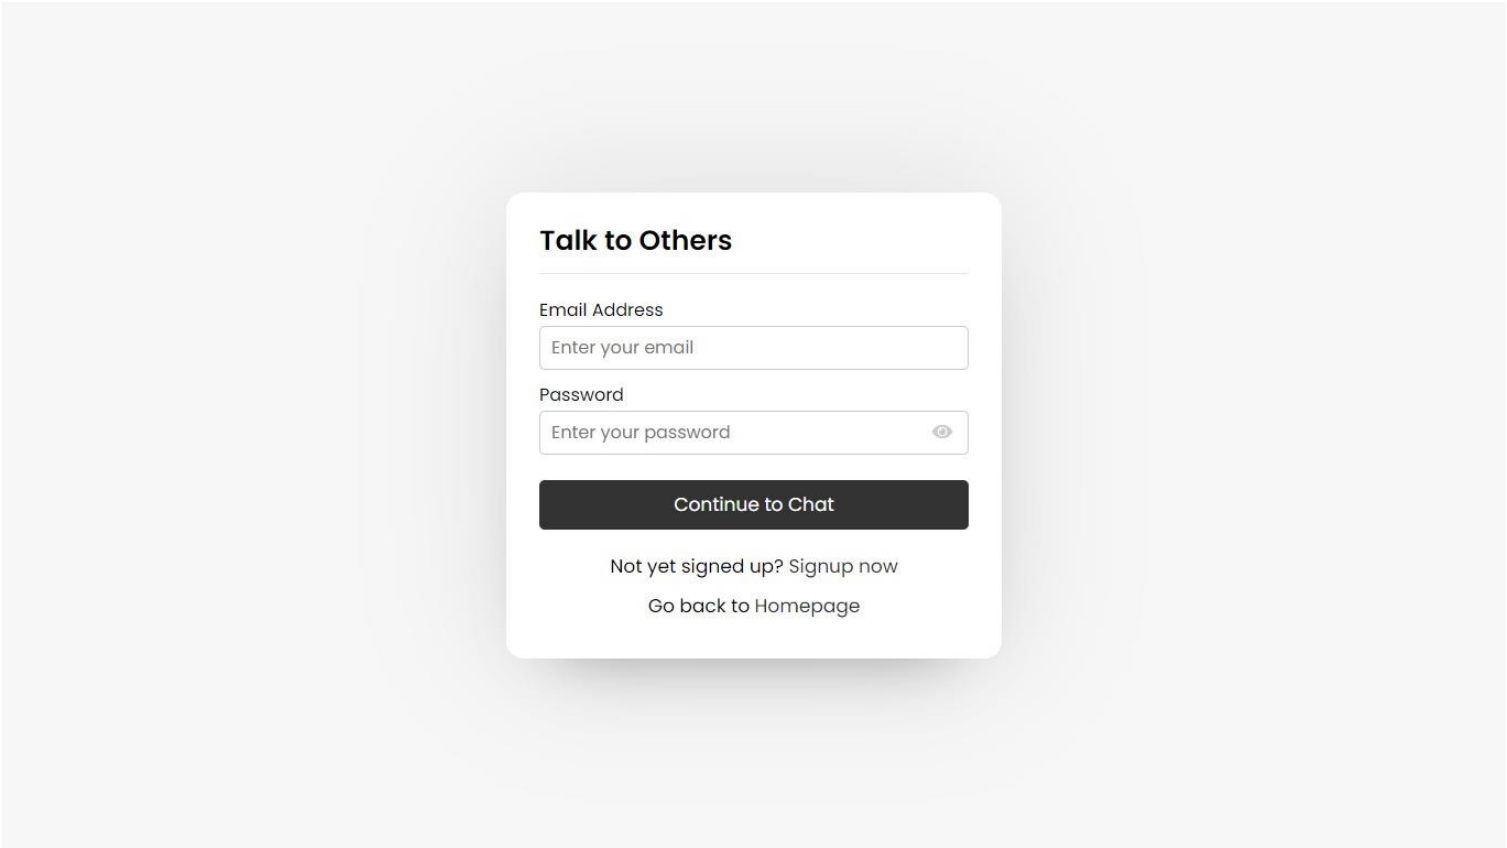 Talk to Others
Email Address
Enter your email
Password
Enter your password
Continue to Chat
Not yet signed up? Signup now
Go back to Homepage